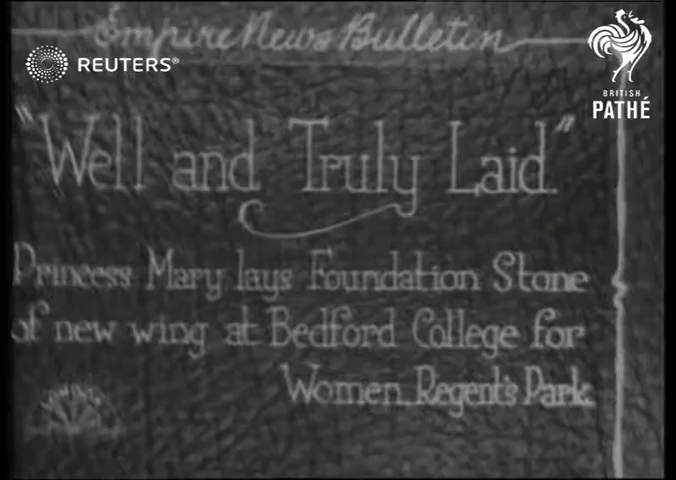 Empire News Bulletin
REUTERS®
BRITISH
PATHÉ
"Well and Truly Laid."
Princess Mary lays Foundation Stone
of new wing at Bedford College for
Women, Regent's Park.